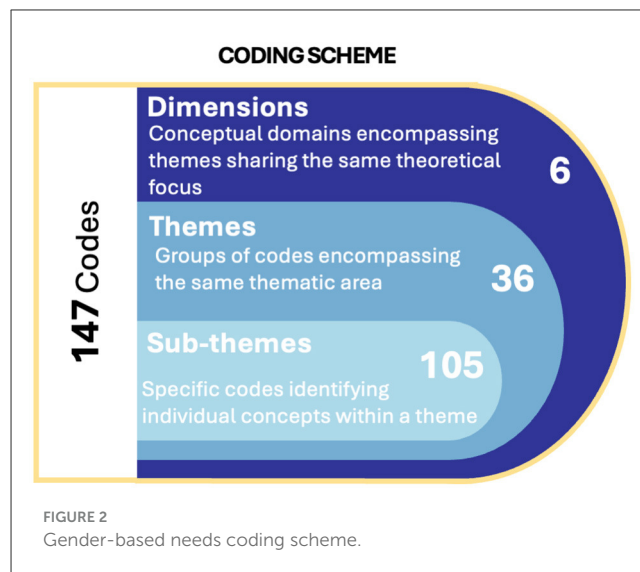 CODING SCHEME
147 Codes
Dimensions
Conceptual domains encompassing
themes sharing the same theoretical
focus
6
Themes
Groups of codes encompassing
the same thematic area
36
Sub-themes
105
Specific codes identifying
individual concepts within a theme
FIGURE 2
Gender-based needs coding scheme.